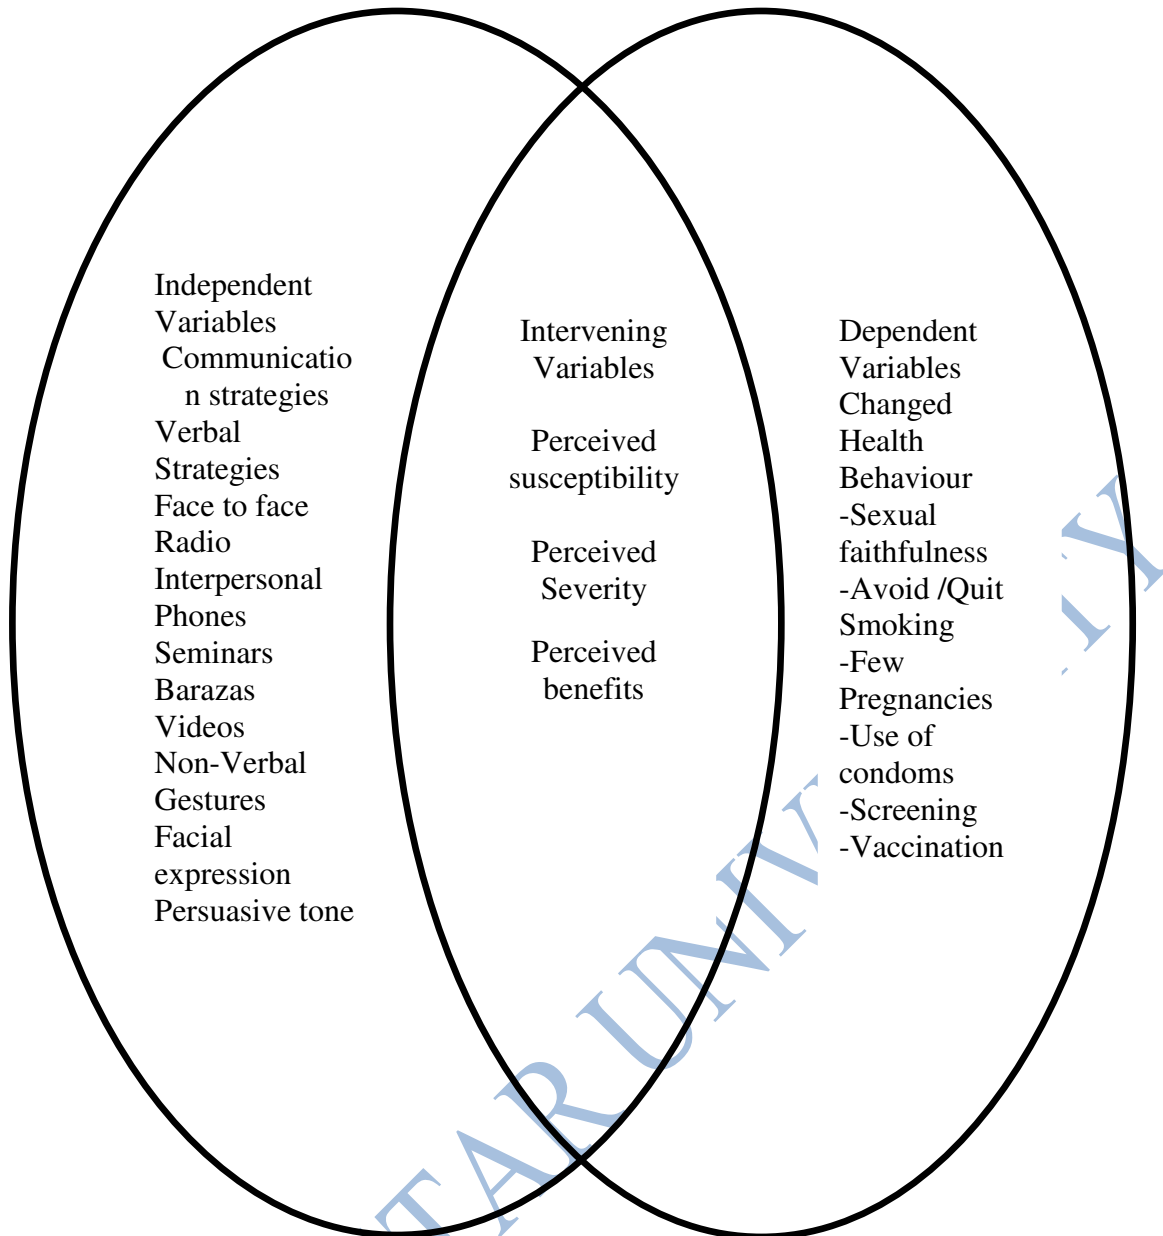 Independent
Variables
Communicatio
n strategies
Verbal
Strategies
Face to face
Radio
Interpersonal
Phones
Seminars
Barazas
Videos
Non-Verbal
Gestures
Facial
expression
Persuasive tone
Intervening
Variables
Perceived
susceptibility
Perceived
Severity
Perceived
benefits
Dependent
Variables
Changed
Health
Behaviour
-Sexual
faithfulness
-Avoid /Quit
Smoking
-Few
Pregnancies
-Use of
condoms
-Screening
-Vaccination